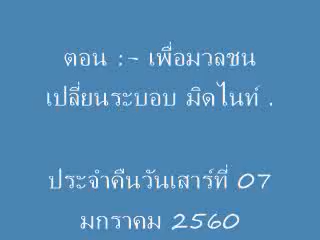 ตอน :- เพื่อมวลชน
เปลี่ยนระบอบ มิดไนท์ .
ประจำคืนวันเสาร์ที่ 07
มกราคม 2560